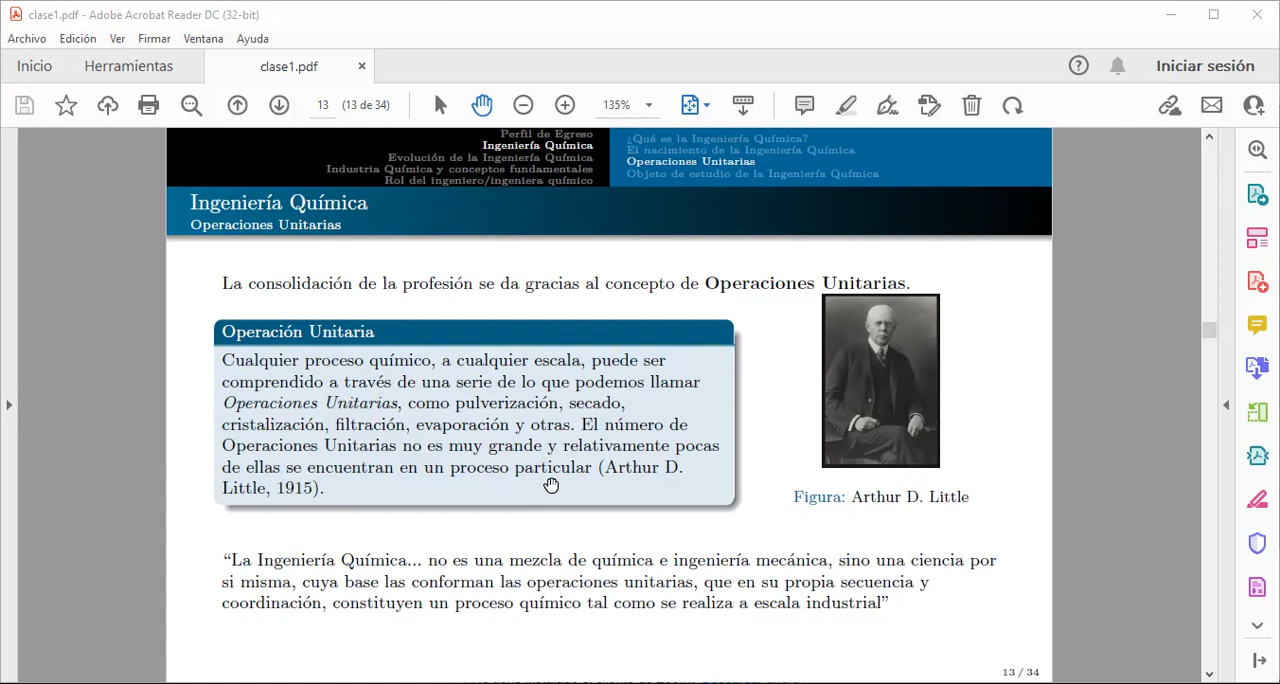 clase1.pdf - Adobe Acrobat Reader DC (32-bit)
Archivo Edición Ver Firmar Ventana Ayuda
Inicio Herramientas clase1.pdf × Iniciar sesión
13 (13 de 34) 135%
Perfil de Egreso
Ingeniería Química
Evolución de la Ingeniería Química
Industria Química y conceptos fundamentales
Rol del ingeniero/ingeniera químico
¿Qué es la Ingeniería Química?
El nacimiento de la Ingeniería Química
Operaciones Unitarias
Objeto de estudio de la Ingeniería Química
Ingeniería Química
Operaciones Unitarias
La consolidación de la profesión se da gracias al concepto de Operaciones Unitarias.
Operación Unitaria
Cualquier proceso químico, a cualquier escala, puede ser
comprendido a través de una serie de lo que podemos llamar
Operaciones Unitarias, como pulverización, secado,
cristalización, filtración, evaporación y otras. El número de
Operaciones Unitarias no es muy grande y relativamente pocas
de ellas se encuentran en un proceso particular (Arthur D.
Little, 1915).
Figura: Arthur D. Little
“La Ingeniería Química... no es una mezcla de química e ingeniería mecánica, sino una ciencia por
si misma, cuya base las conforman las operaciones unitarias, que en su propia secuencia y
coordinación, constituyen un proceso químico tal como se realiza a escala industrial”
13 / 34